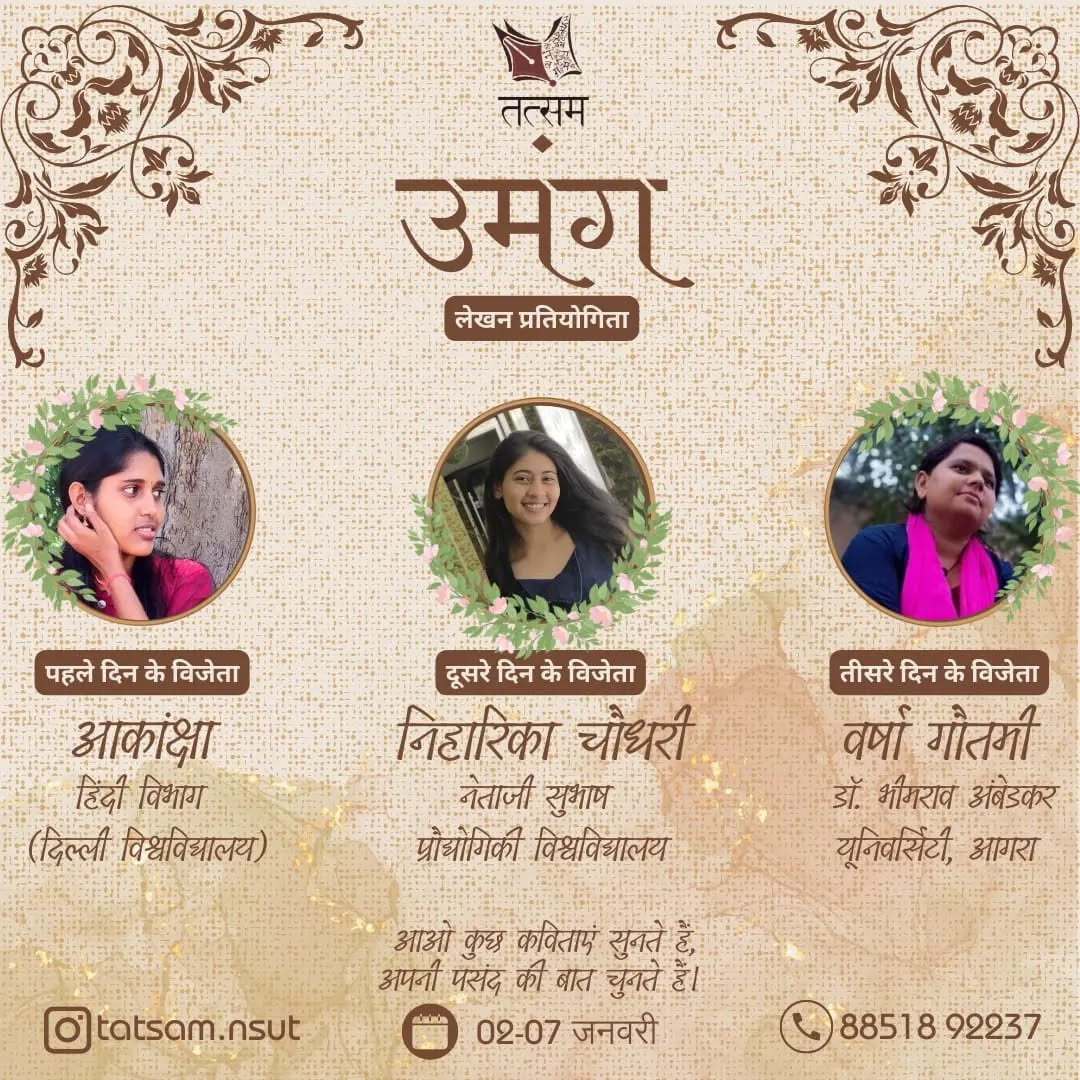 तत्सम
उमंग
लेखन प्रतियोगिता
पहले दिन के विजेता
आकांक्षा
हिंदी विभाग
(दिल्ली विश्वविद्यालय)
दूसरे दिन के विजेता
निहारिका चौधरी
नेताजी सुभाष
प्रौद्योगिकी विश्वविद्यालय
तीसरे दिन के विजेता
वर्षा गौतमी
डॉ. भीमराव अंबेडकर
यूनिवर्सिटी, आगरा
आओ कुछ कविताएं सुनते हैं,
अपनी पसंद की बात चुनते हैं।
tatsam.nsut
02-07 जनवरी
88518 92237